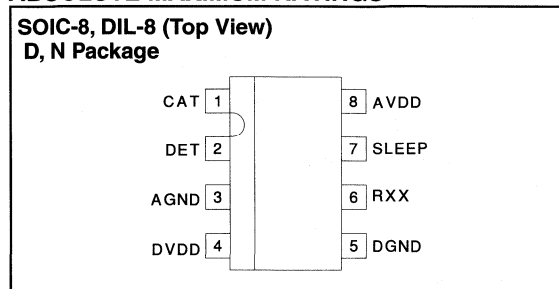 SOIC-8, DIL-8 (Top View)
D, N Package
CAT 1 8 AVDD
DET 2 7 SLEEP
AGND 3 6 RXX
DVDD 4 5 DGND